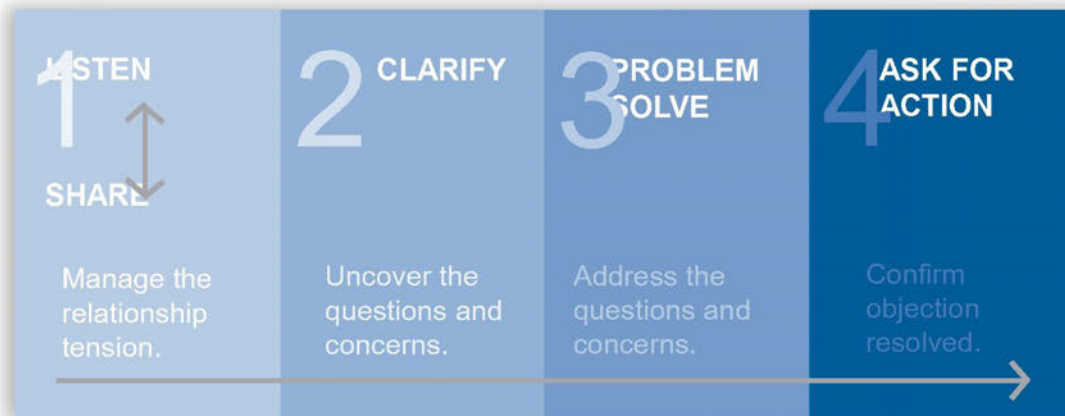 1
LISTEN
SHARE
Manage the
relationship
tension.
2
CLARIFY
Uncover the
questions and
concerns.
3
PROBLEM
SOLVE
Address the
questions and
concerns.
4
ASK FOR
ACTION
Confirm
objection
resolved.